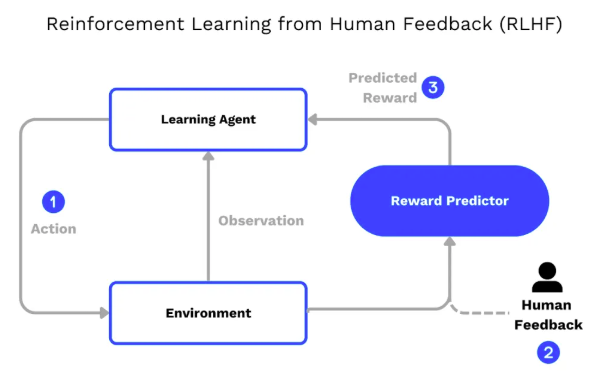 Reinforcement Learning from Human Feedback (RLHF)
Predicted
Reward
3
Learning Agent
1
Action
Observation
Reward Predictor
Environment
Human
Feedback
2